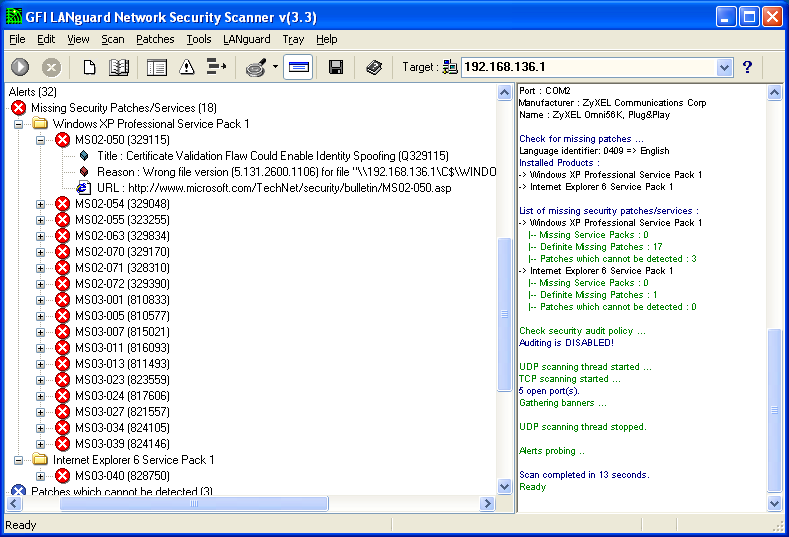 GFI LANguard Network Security Scanner v(3.3)
File Edit View Scan Patches Tools LANguard Tray Help
Target : 192.168.136.1
Alerts (32)
Missing Security Patches/Services (18)
Windows XP Professional Service Pack 1
MS02-050 (329115)
Title : Certificate Validation Flaw Could Enable Identity Spoofing (Q329115)
Reason : Wrong file version (5.131.2600.1106) for file "\\192.168.136.1\C$\WINDO
URL : http://www.microsoft.com/TechNet/security/bulletin/MS02-050.asp
MS02-054 (329048)
MS02-055 (323255)
MS02-063 (329834)
MS02-070 (329170)
MS02-071 (328310)
MS02-072 (329390)
MS03-001 (810833)
MS03-005 (810577)
MS03-007 (815021)
MS03-011 (816093)
MS03-013 (811493)
MS03-023 (823559)
MS03-024 (817606)
MS03-027 (821557)
MS03-034 (824105)
MS03-039 (824146)
Internet Explorer 6 Service Pack 1
MS03-040 (828750)
Patches which cannot be detected (3)
Port : COM2
Manufacturer : ZyXEL Communications Corp
Name : ZyXEL Omni56K, Plug&Play
Check for missing patches ...
Language identifier: 0409 => English
Installed Products :
-> Windows XP Professional Service Pack 1
-> Internet Explorer 6 Service Pack 1
List of missing security patches/services :
-> Windows XP Professional Service Pack 1
|-- Missing Service Packs : 0
|-- Definite Missing Patches : 17
|-- Patches which cannot be detected : 3
-> Internet Explorer 6 Service Pack 1
|-- Missing Service Packs : 0
|-- Definite Missing Patches : 1
|-- Patches which cannot be detected : 0
Check security audit policy ...
Auditing is DISABLED!
UDP scanning thread started ...
TCP scanning started ...
5 open port(s).
Gathering banners ...
UDP scanning thread stopped.
Alerts probing ..
Scan completed in 13 seconds.
Ready
Ready